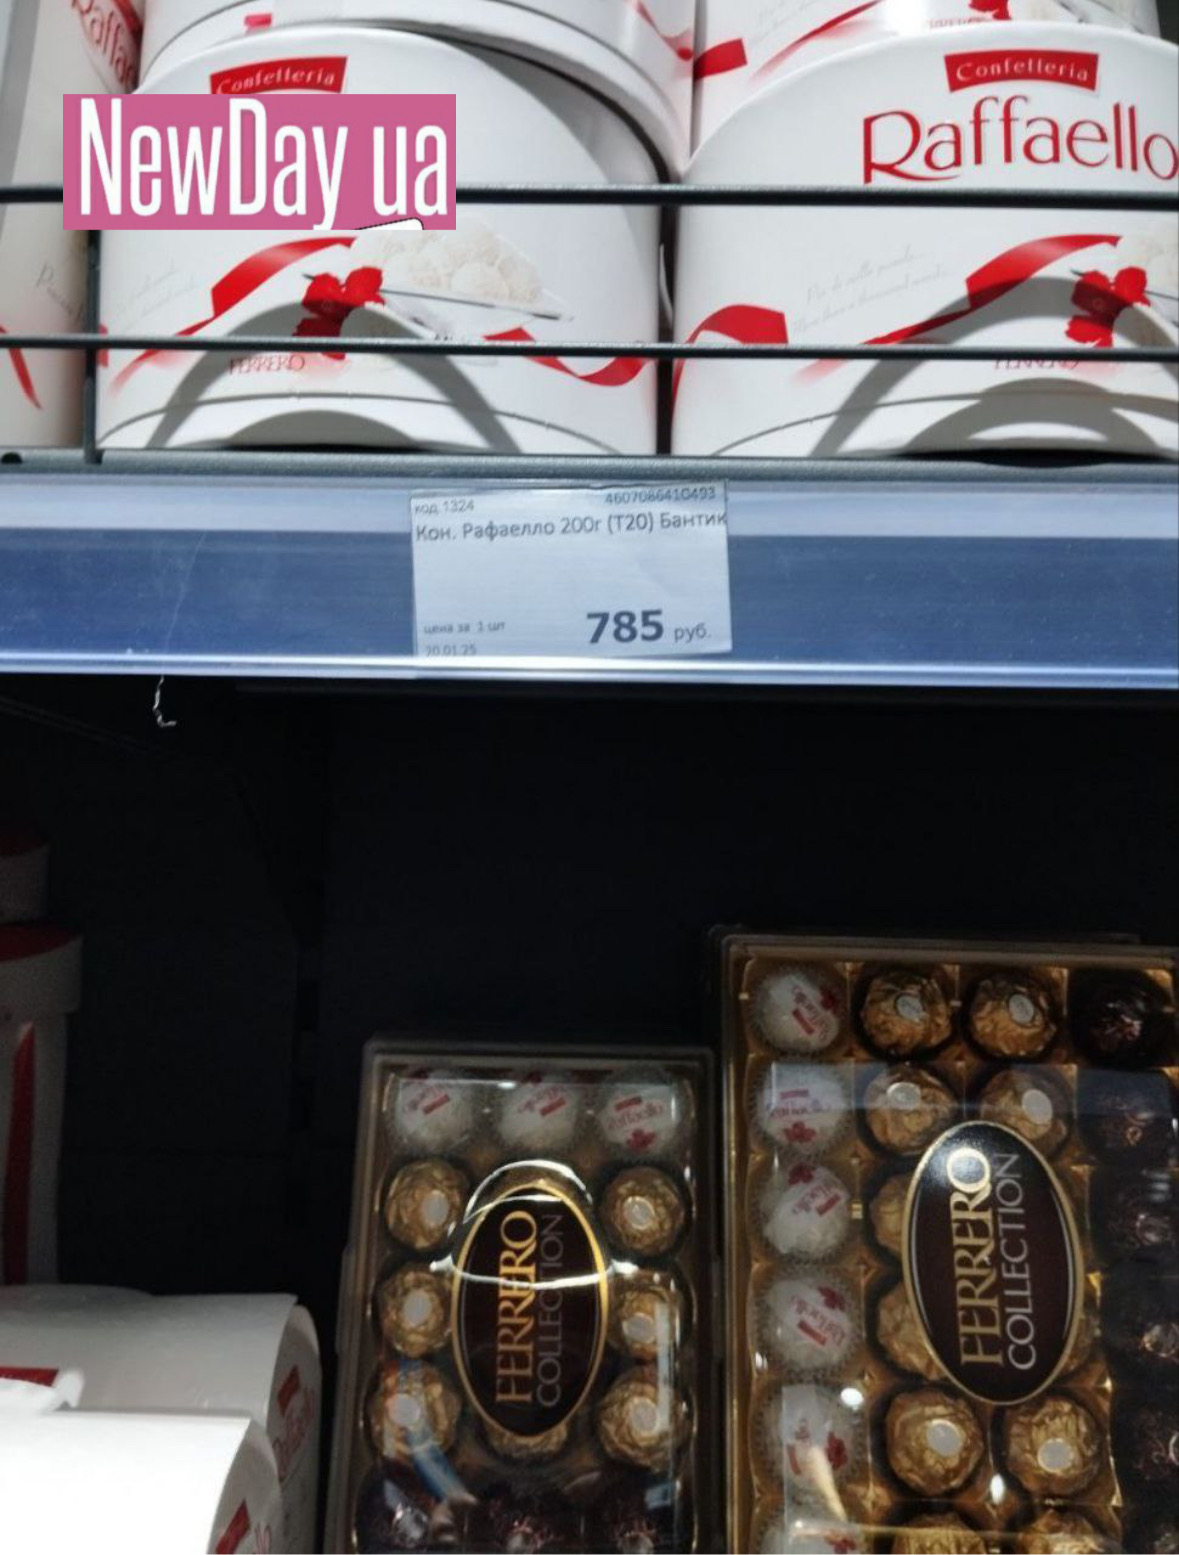 Confetteria
Confetteria
Raffaello
NewDay ua
FERRERO
код 1324
4607086410493
Кон. Рафаелло 200г (Т20) Бантик
цена за 1 шт
785 руб.
20.01.25
FERRERO
COLLECTION
FERRERO
COLLECTION